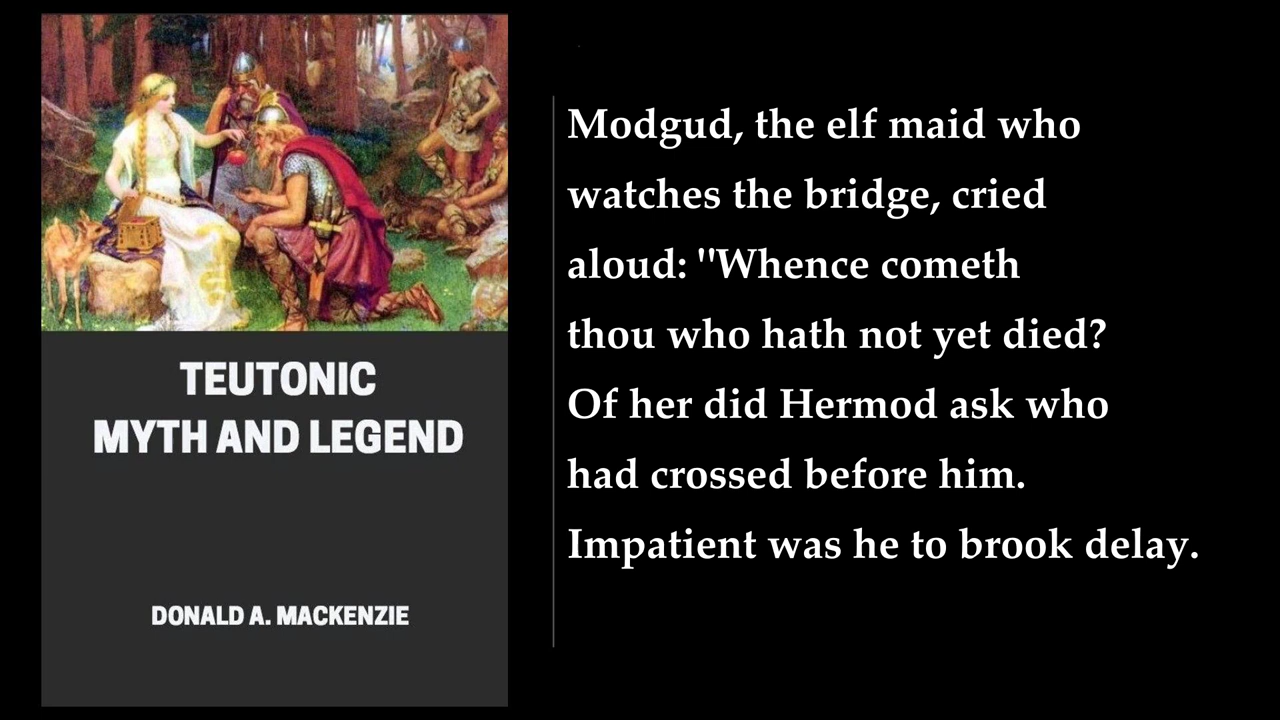 TEUTONIC
MYTH AND LEGEND
DONALD A. MACKENZIE
Modgud, the elf maid who
watches the bridge, cried
aloud: "Whence cometh
thou who hath not yet died?
Of her did Hermod ask who
had crossed before him.
Impatient was he to brook delay.